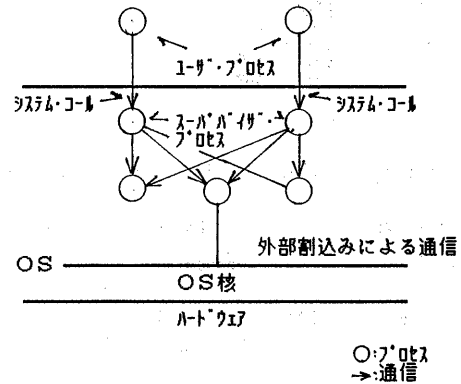 ﾕｰｻﾞ･ﾌﾟﾛｾｽ
ｼｽﾃﾑ･ｺｰﾙ
ｽｰﾊﾟﾊﾞｲｻﾞ･
ﾌﾟﾛｾｽ
ｼｽﾃﾑ･ｺｰﾙ
外部割込みによる通信
OS
OS核
ﾊｰﾄﾞｳｪｱ
○:ﾌﾟﾛｾｽ
→:通信